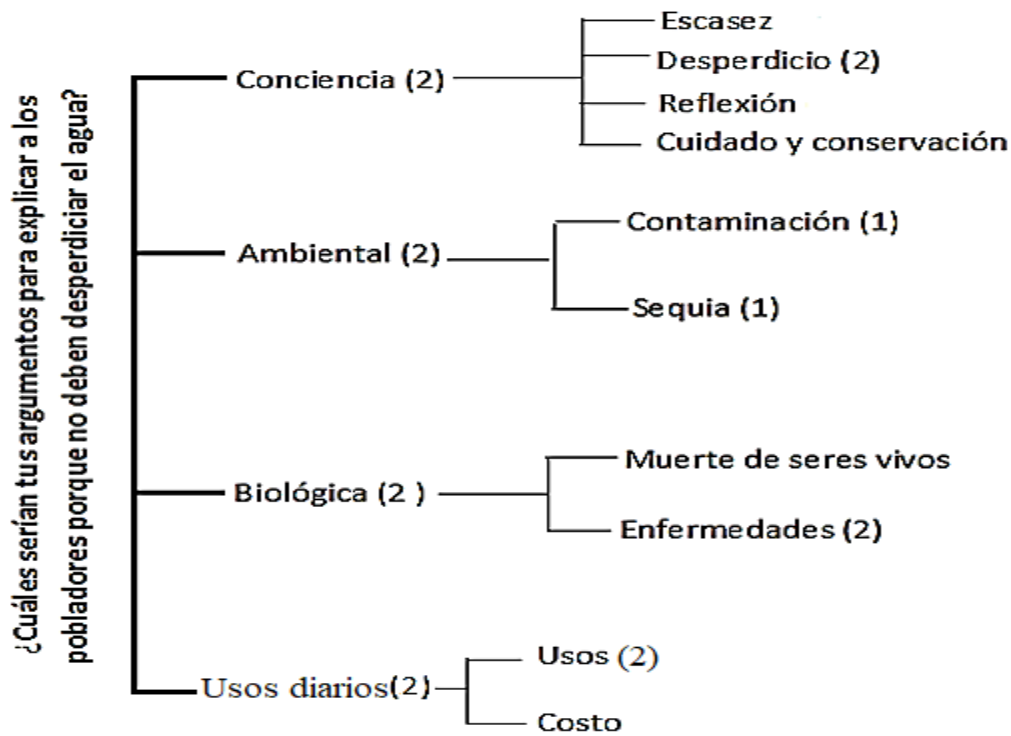 ¿Cuáles serían tus argumentos para explicar a los
pobladores porque no deben desperdiciar el agua?
Conciencia (2)
Escasez
Desperdicio (2)
Reflexión
Cuidado y conservación
Ambiental (2)
Contaminación (1)
Sequia (1)
Biológica (2 )
Muerte de seres vivos
Enfermedades (2)
Usos diarios(2)
Usos (2)
Costo